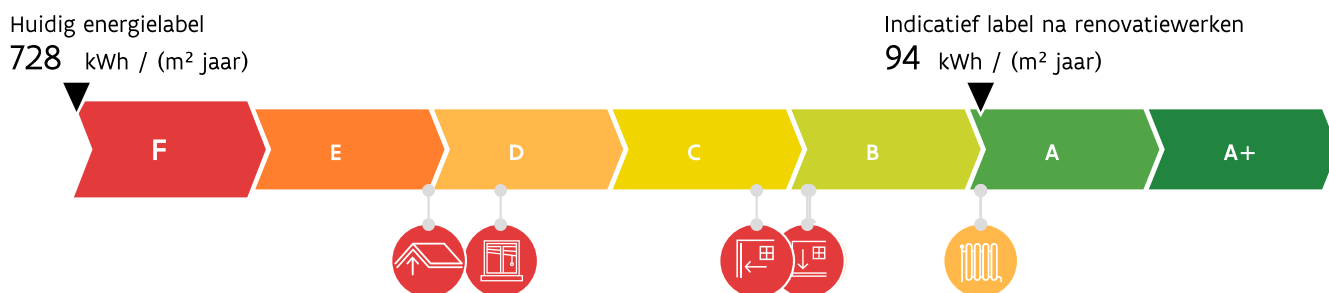 Huidig energielabel
728 kWh / (m² jaar)
Indicatief label na renovatiewerken
94 kWh / (m² jaar)
F E D C B A A+